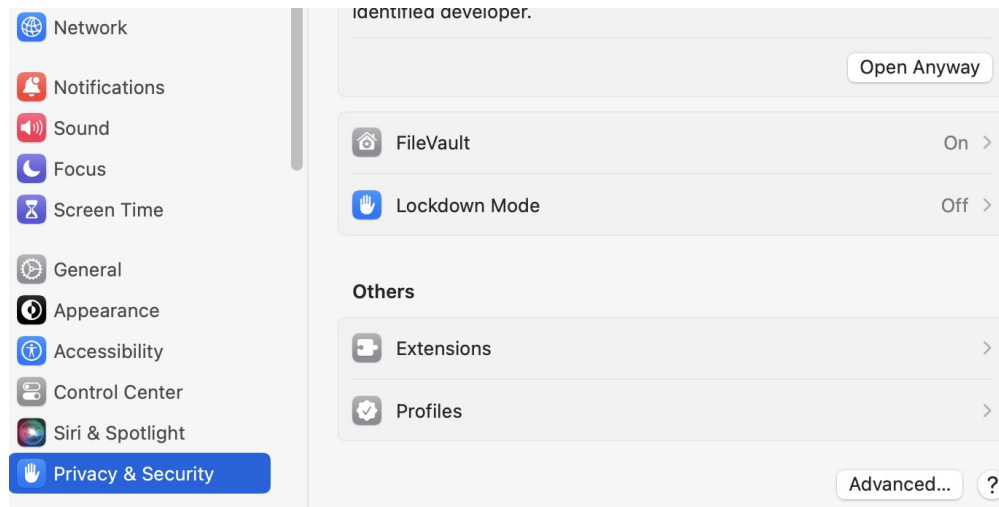 Network
Notifications
Sound
Focus
Screen Time
General
Appearance
Accessibility
Control Center
Siri & Spotlight
Privacy & Security
identified developer.
Open Anyway
FileVault On
Lockdown Mode Off
Others
Extensions
Profiles
Advanced... ?